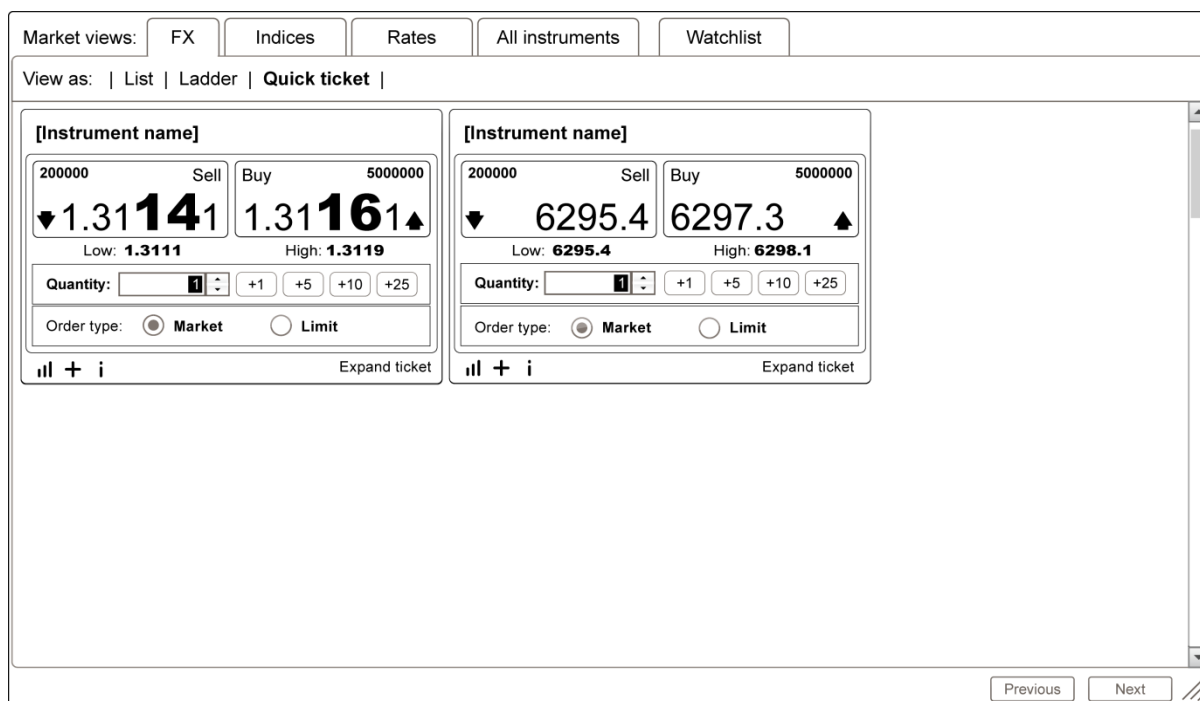 Market views: FX Indices Rates All instruments Watchlist
View as: | List | Ladder | Quick ticket |
[Instrument name]
200000 Sell Buy 5000000
1.31141 1.31161
Low: 1.3111 High: 1.3119
Quantity: 1 +1 +5 +10 +25
Order type: Market Limit
i Expand ticket
[Instrument name]
200000 Sell Buy 5000000
6295.4 6297.3
Low: 6295.4 High: 6298.1
Quantity: 1 +1 +5 +10 +25
Order type: Market Limit
i Expand ticket
Previous Next